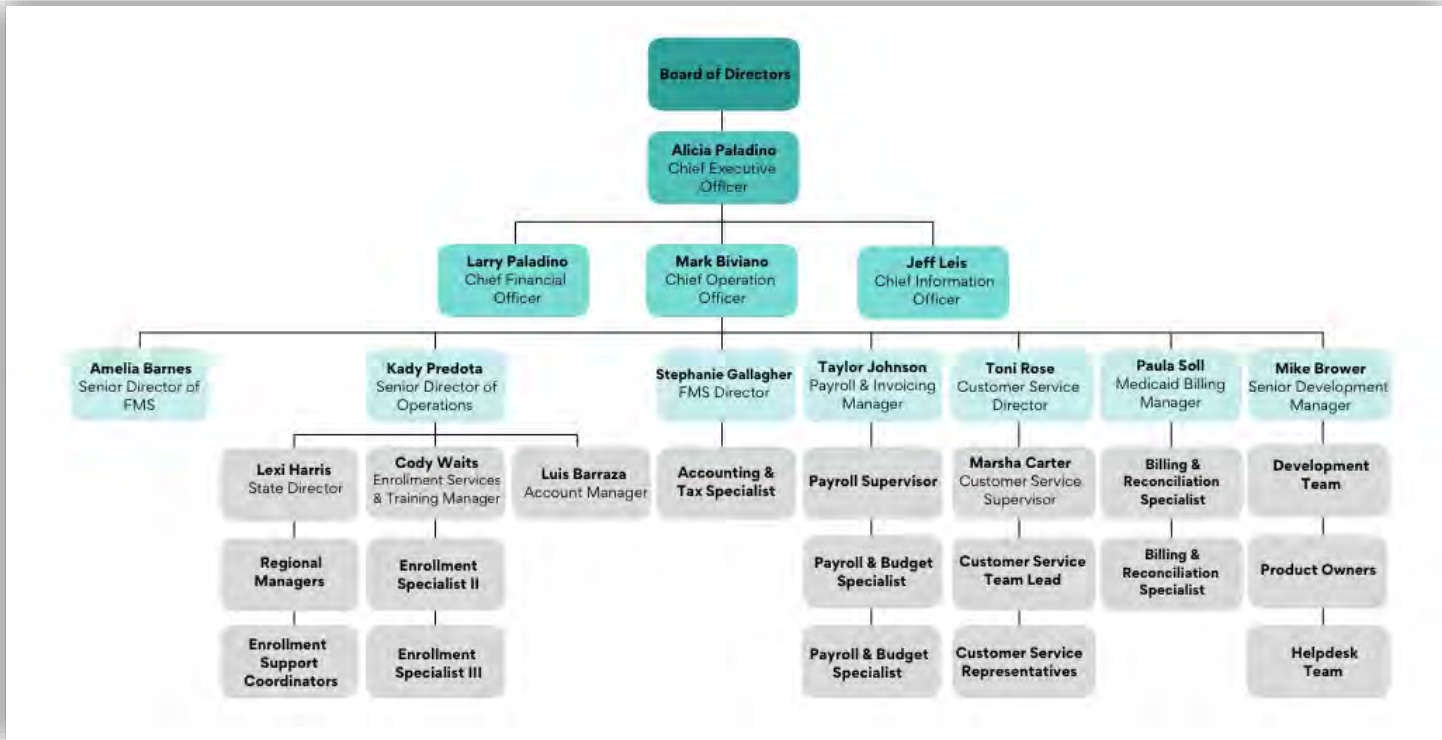 Board of Directors
Alicia Paladino
Chief Executive
Officer
Larry Paladino
Chief Financial
Officer
Mark Biviano
Chief Operation
Officer
Jeff Leis
Chief Information
Officer
Amelia Barnes
Senior Director of
FMS
Kady Predota
Senior Director of
Operations
Stephanie Gallagher
FMS Director
Taylor Johnson
Payroll & Invoicing
Manager
Toni Rose
Customer Service
Director
Paula Soll
Medicaid Billing
Manager
Mike Brower
Senior Development
Manager
Lexi Harris
State Director
Cody Waits
Enrollment Services
& Training Manager
Luis Barraza
Account Manager
Accounting &
Tax Specialist
Payroll Supervisor
Marsha Carter
Customer Service
Supervisor
Billing &
Reconciliation
Specialist
Development
Team
Regional
Managers
Enrollment
Specialist II
Payroll & Budget
Specialist
Customer Service
Team Lead
Billing &
Reconciliation
Specialist
Product Owners
Enrollment
Support
Coordinators
Enrollment
Specialist III
Payroll & Budget
Specialist
Customer Service
Representatives
Helpdesk
Team